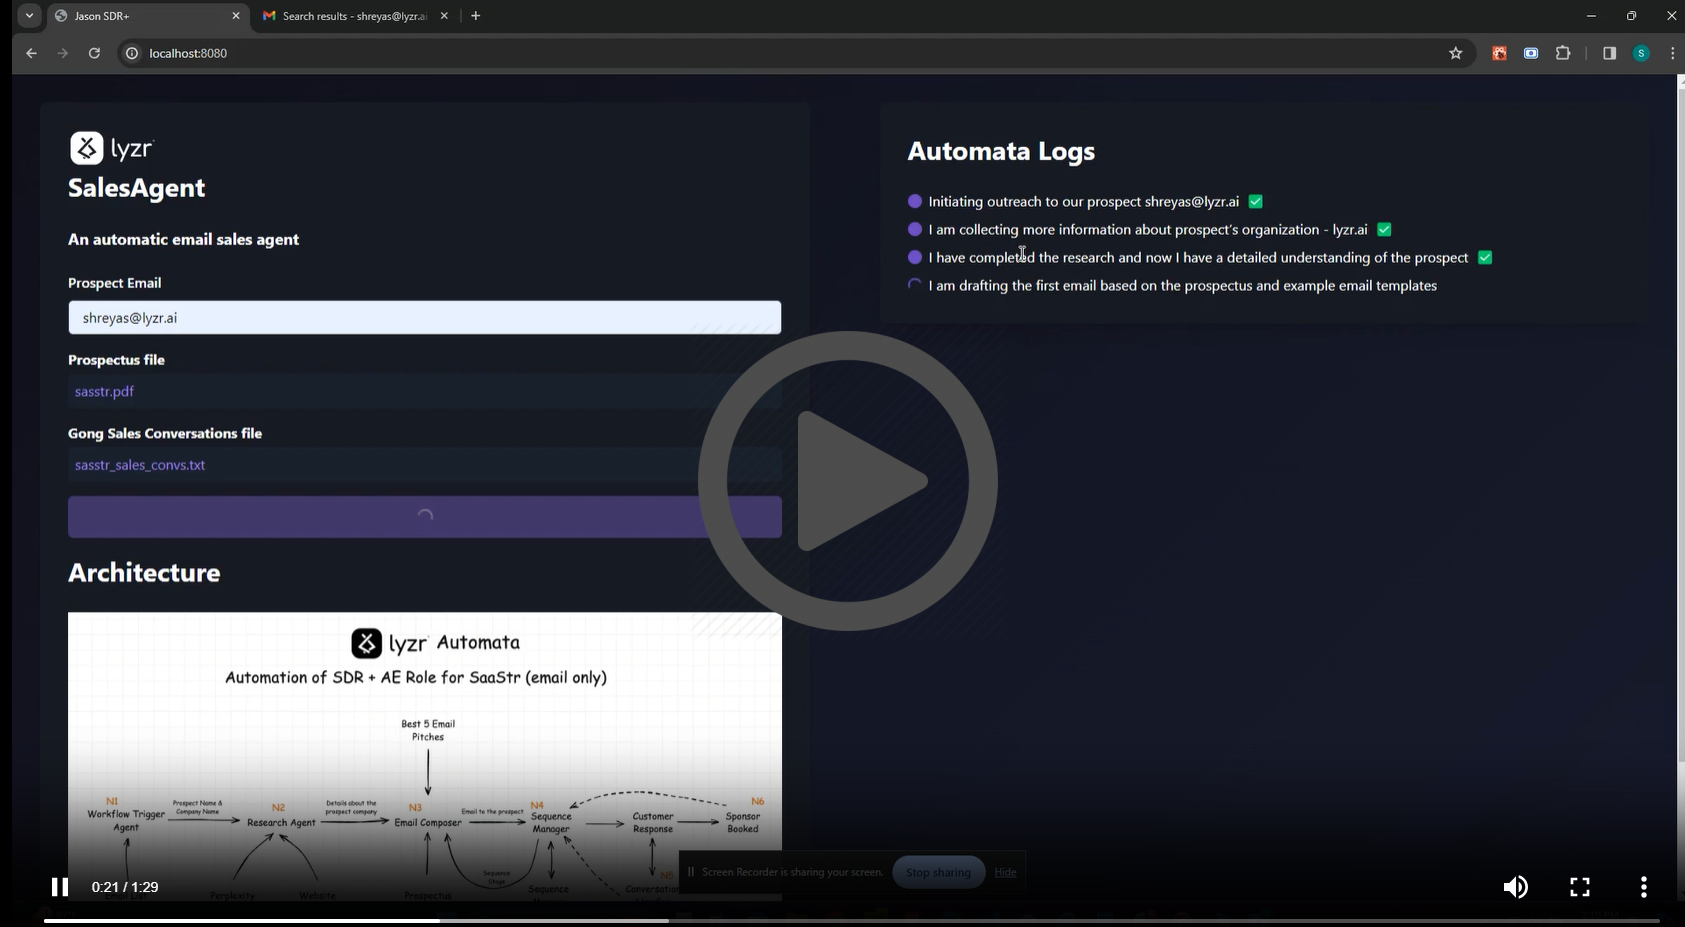 Jason SDR+
Search results - shreyas@lyzr.ai
localhost:8080
S
lyzr
SalesAgent
An automatic email sales agent
Prospect Email
shreyas@lyzr.ai
Prospectus file
sasstr.pdf
Gong Sales Conversations file
sasstr_sales_convs.txt
Architecture
lyzr Automata
Automation of SDR + AE Role for SaaStr (email only)
Best 5 Email
Pitches
N1
Workflow Trigger
Agent
Prospect Name &
Company Name
N2
Research Agent
Details about the
prospect company
N3
Email Composer
Email to the prospect
N4
Sequence
Manager
Customer
Response
N6
Sponsor
Booked
Sequence
Stage
N5
Perplexity
Website
Prospectus
Sequence
Conversation
Automata Logs
Initiating outreach to our prospect shreyas@lyzr.ai
I am collecting more information about prospect's organization - lyzr.ai
I have completed the research and now I have a detailed understanding of the prospect
I am drafting the first email based on the prospectus and example email templates
Screen Recorder is sharing your screen.
Stop sharing
Hide
0:21 / 1:29